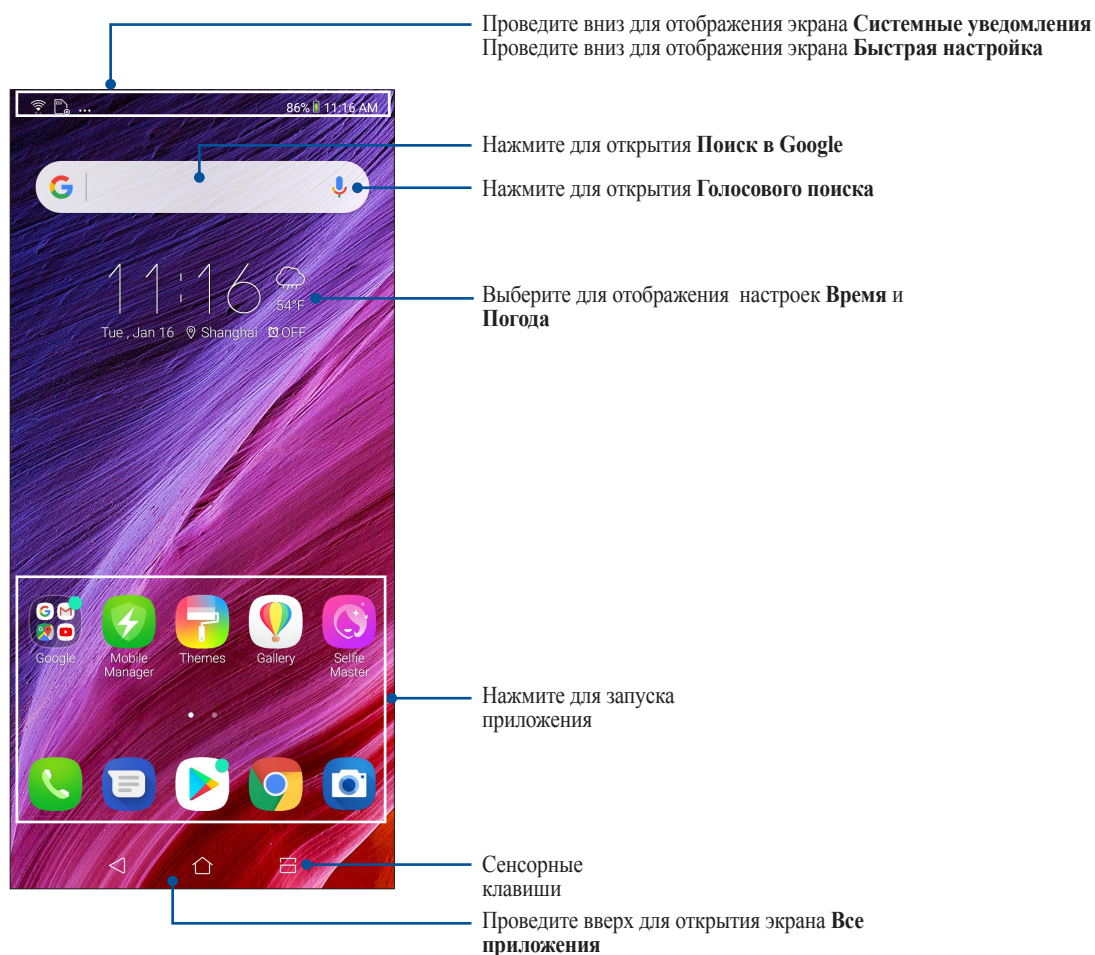 Проведите вниз для отображения экрана Системные уведомления
Проведите вниз для отображения экрана Быстрая настройка
86% 11:16 AM
Нажмите для открытия Поиск в Google
Нажмите для открытия Голосового поиска
G
11:16
54°F
Tue , Jan 16 Shanghai OFF
Выберите для отображения настроек Время и
Погода
Google
Mobile
Manager
Themes
Gallery
Selfie
Master
Нажмите для запуска
приложения
Сенсорные
клавиши
Проведите вверх для открытия экрана Все
приложения